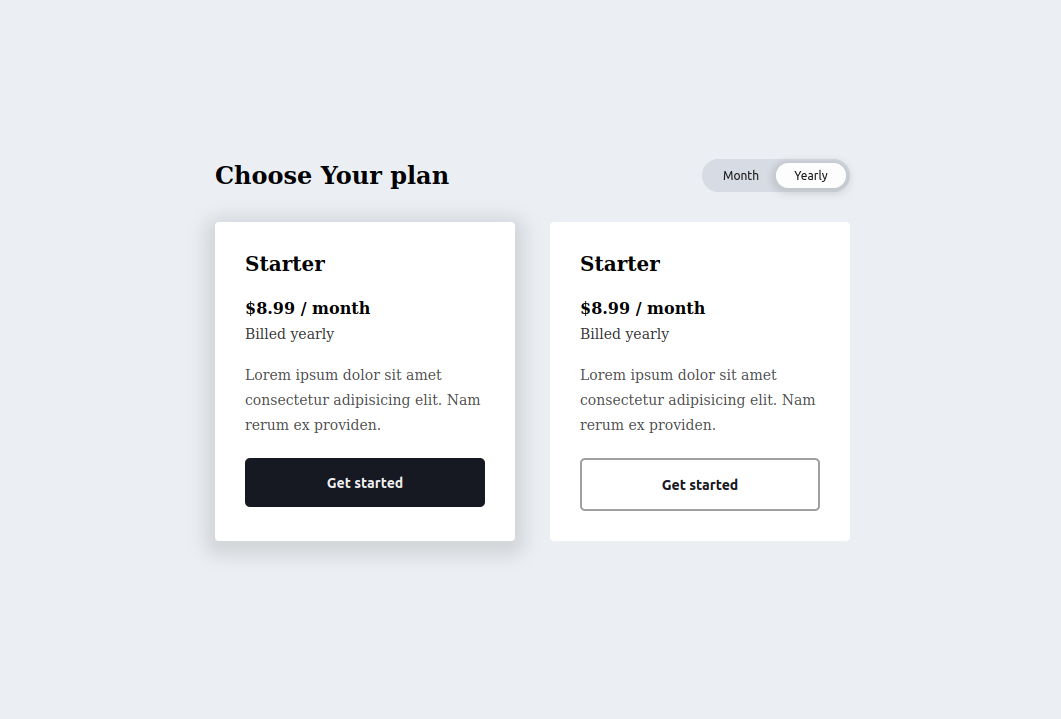 Choose Your plan
Month
Yearly
Starter
$8.99 / month
Billed yearly
Lorem ipsum dolor sit amet
consectetur adipisicing elit. Nam
rerum ex providen.
Get started
Starter
$8.99 / month
Billed yearly
Lorem ipsum dolor sit amet
consectetur adipisicing elit. Nam
rerum ex providen.
Get started